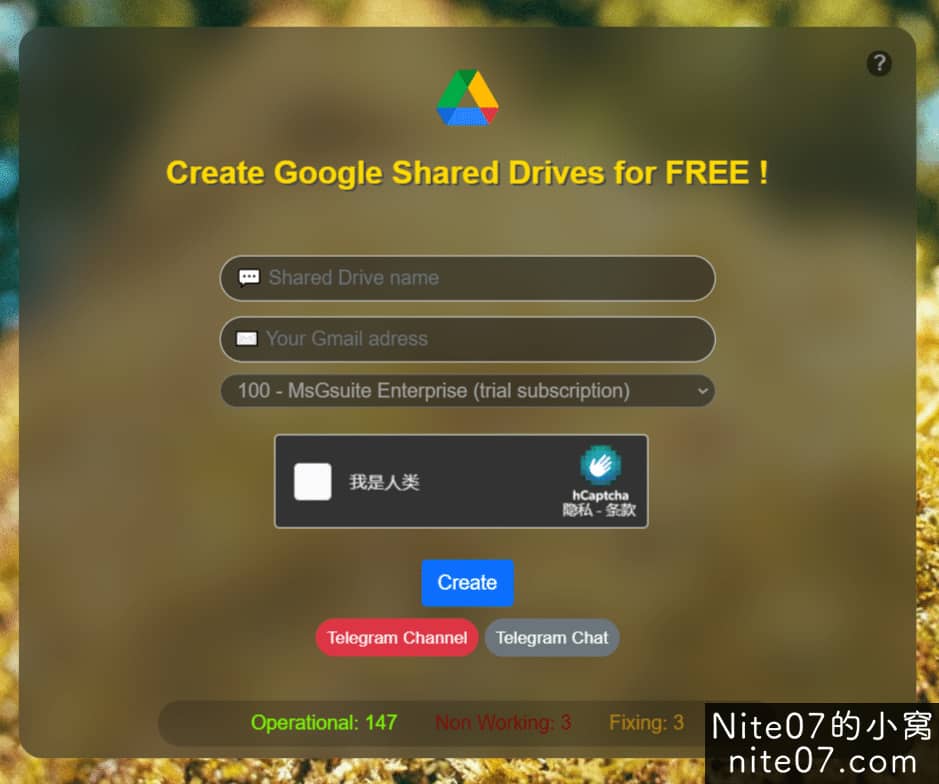 ?
Create Google Shared Drives for FREE !
Shared Drive name
Your Gmail adress
100 - MsGsuite Enterprise (trial subscription)
我是人类
hCaptcha
隐私 - 条款
Create
Telegram Channel Telegram Chat
Operational: 147 Non Working: 3 Fixing: 3
Nite07的小窝
nite07.com